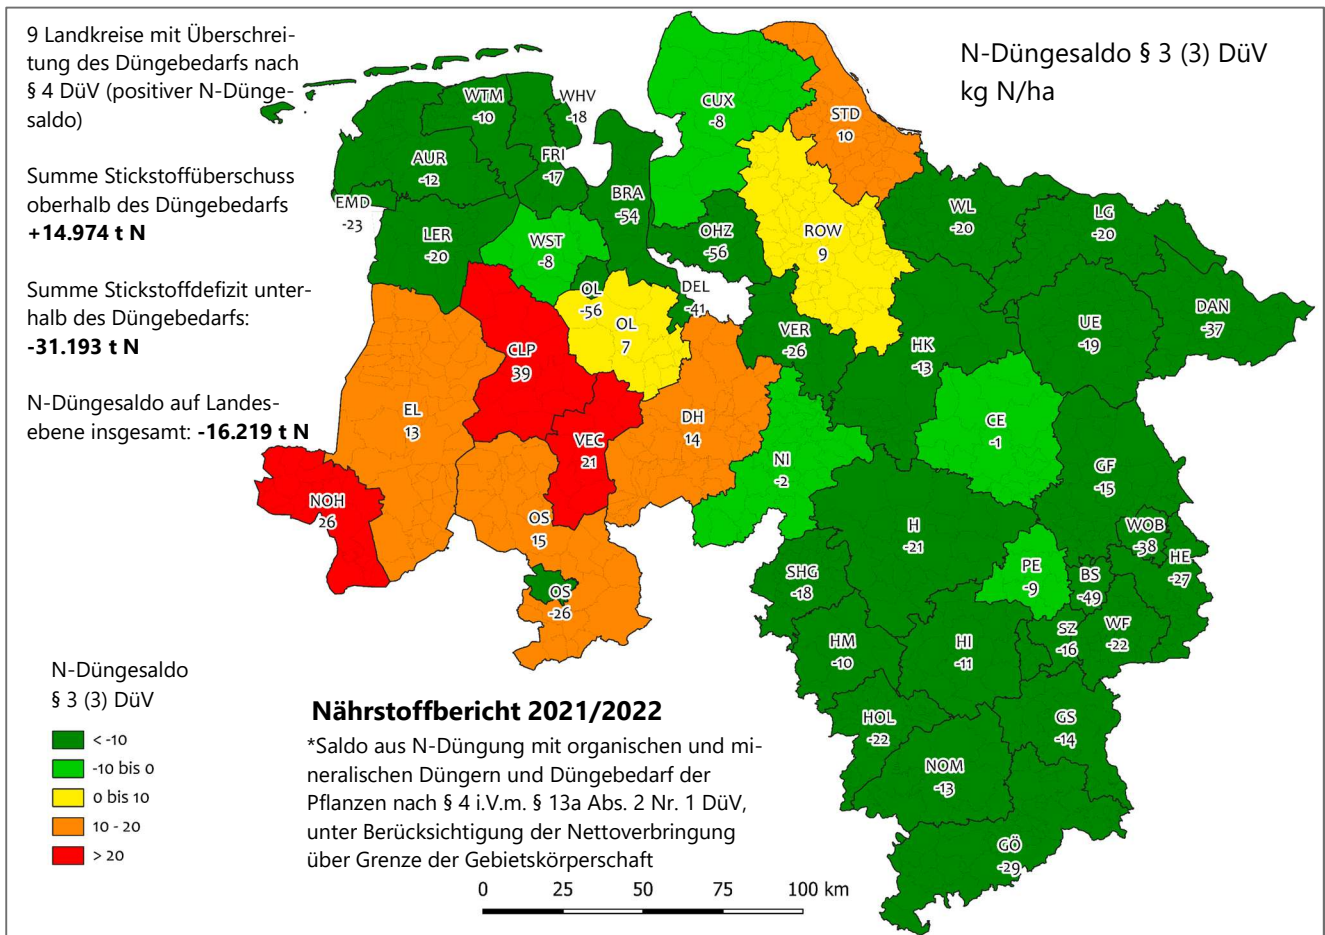 9 Landkreise mit Überschrei-
tung des Düngebedarfs nach
§ 4 DüV (positiver N-Dünge-
saldo)
Summe Stickstoffüberschuss
oberhalb des Düngebedarfs
+14.974 t N
Summe Stickstoffdefizit unter-
halb des Düngebedarfs:
-31.193 t N
N-Düngesaldo auf Landes-
ebene insgesamt: -16.219 t N
N-Düngesaldo § 3 (3) DüV
kg N/ha
WTM
-10
WHV
-18
CUX
-8
STD
10
AUR
-12
FRI
-17
BRA
-54
EMD
-23
LER
-20
WST
-8
OHZ
-56
ROW
9
WL
-20
LG
-20
OL
-56
DEL
-41
OL
7
VER
-26
HK
-13
UE
-19
DAN
-37
CLP
39
EL
13
VEC
21
DH
14
NI
-2
CE
-1
GF
-15
NOH
26
OS
15
H
-21
WOB
-38
HE
-27
OS
-26
SHG
-18
PE
-9
BS
-49
SZ
-16
WF
-22
HM
-10
HI
-11
HOL
-22
GS
-14
NOM
-13
GÖ
-29
N-Düngesaldo
§ 3 (3) DüV
< -10
-10 bis 0
0 bis 10
10 - 20
> 20
Nährstoffbericht 2021/2022
*Saldo aus N-Düngung mit organischen und mi-
neralischen Düngern und Düngebedarf der
Pflanzen nach § 4 i.V.m. § 13a Abs. 2 Nr. 1 DüV,
unter Berücksichtigung der Nettoverbringung
über Grenze der Gebietskörperschaft
0 25 50 75 100 km